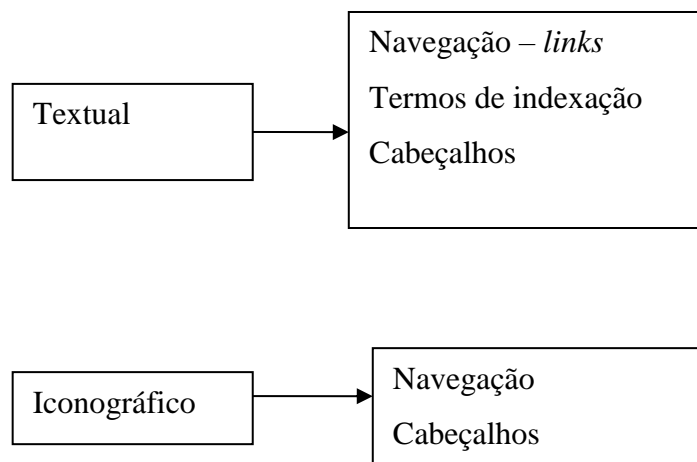 Textual
Navegação – links
Termos de indexação
Cabeçalhos
Iconográfico
Navegação
Cabeçalhos